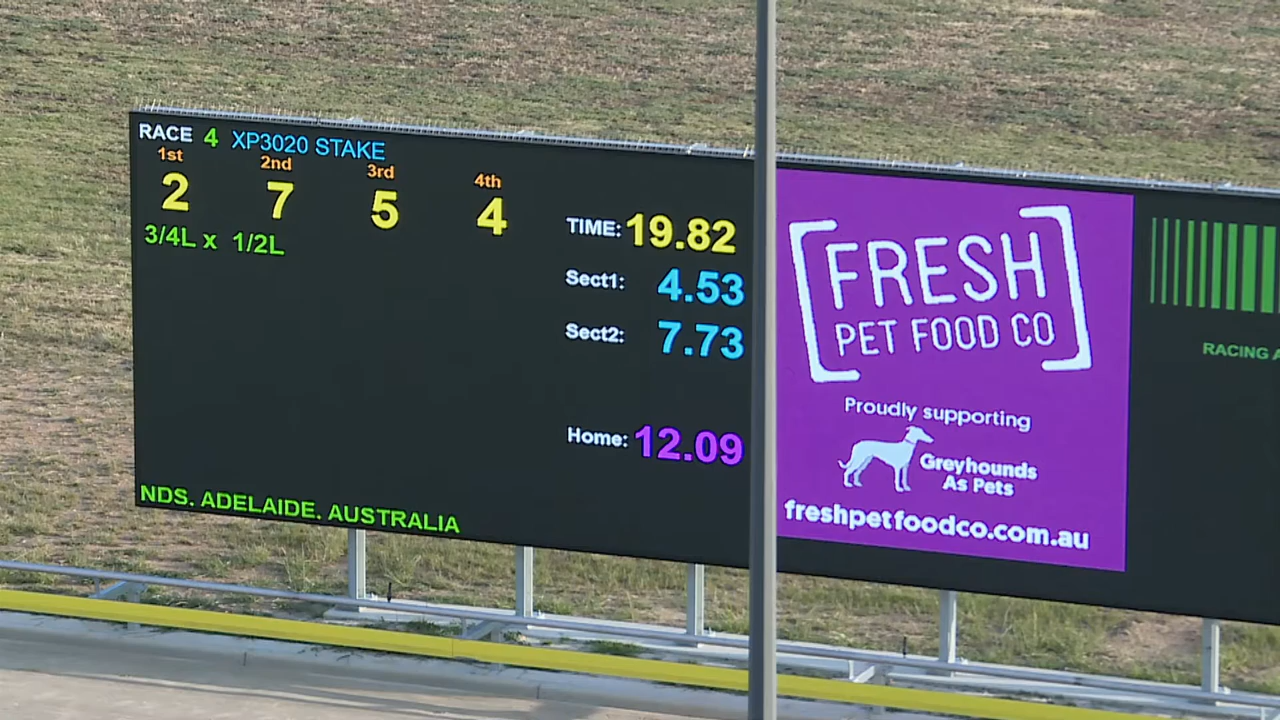 RACE 4 XP3020 STAKE
1st 2nd 3rd 4th
2 7 5 4
3/4L x 1/2L
TIME: 19.82
Sect1: 4.53
Sect2: 7.73
Home: 12.09
NDS. ADELAIDE. AUSTRALIA
FRESH
PET FOOD CO
Proudly supporting
Greyhounds
As Pets
freshpetfoodco.com.au
RACING